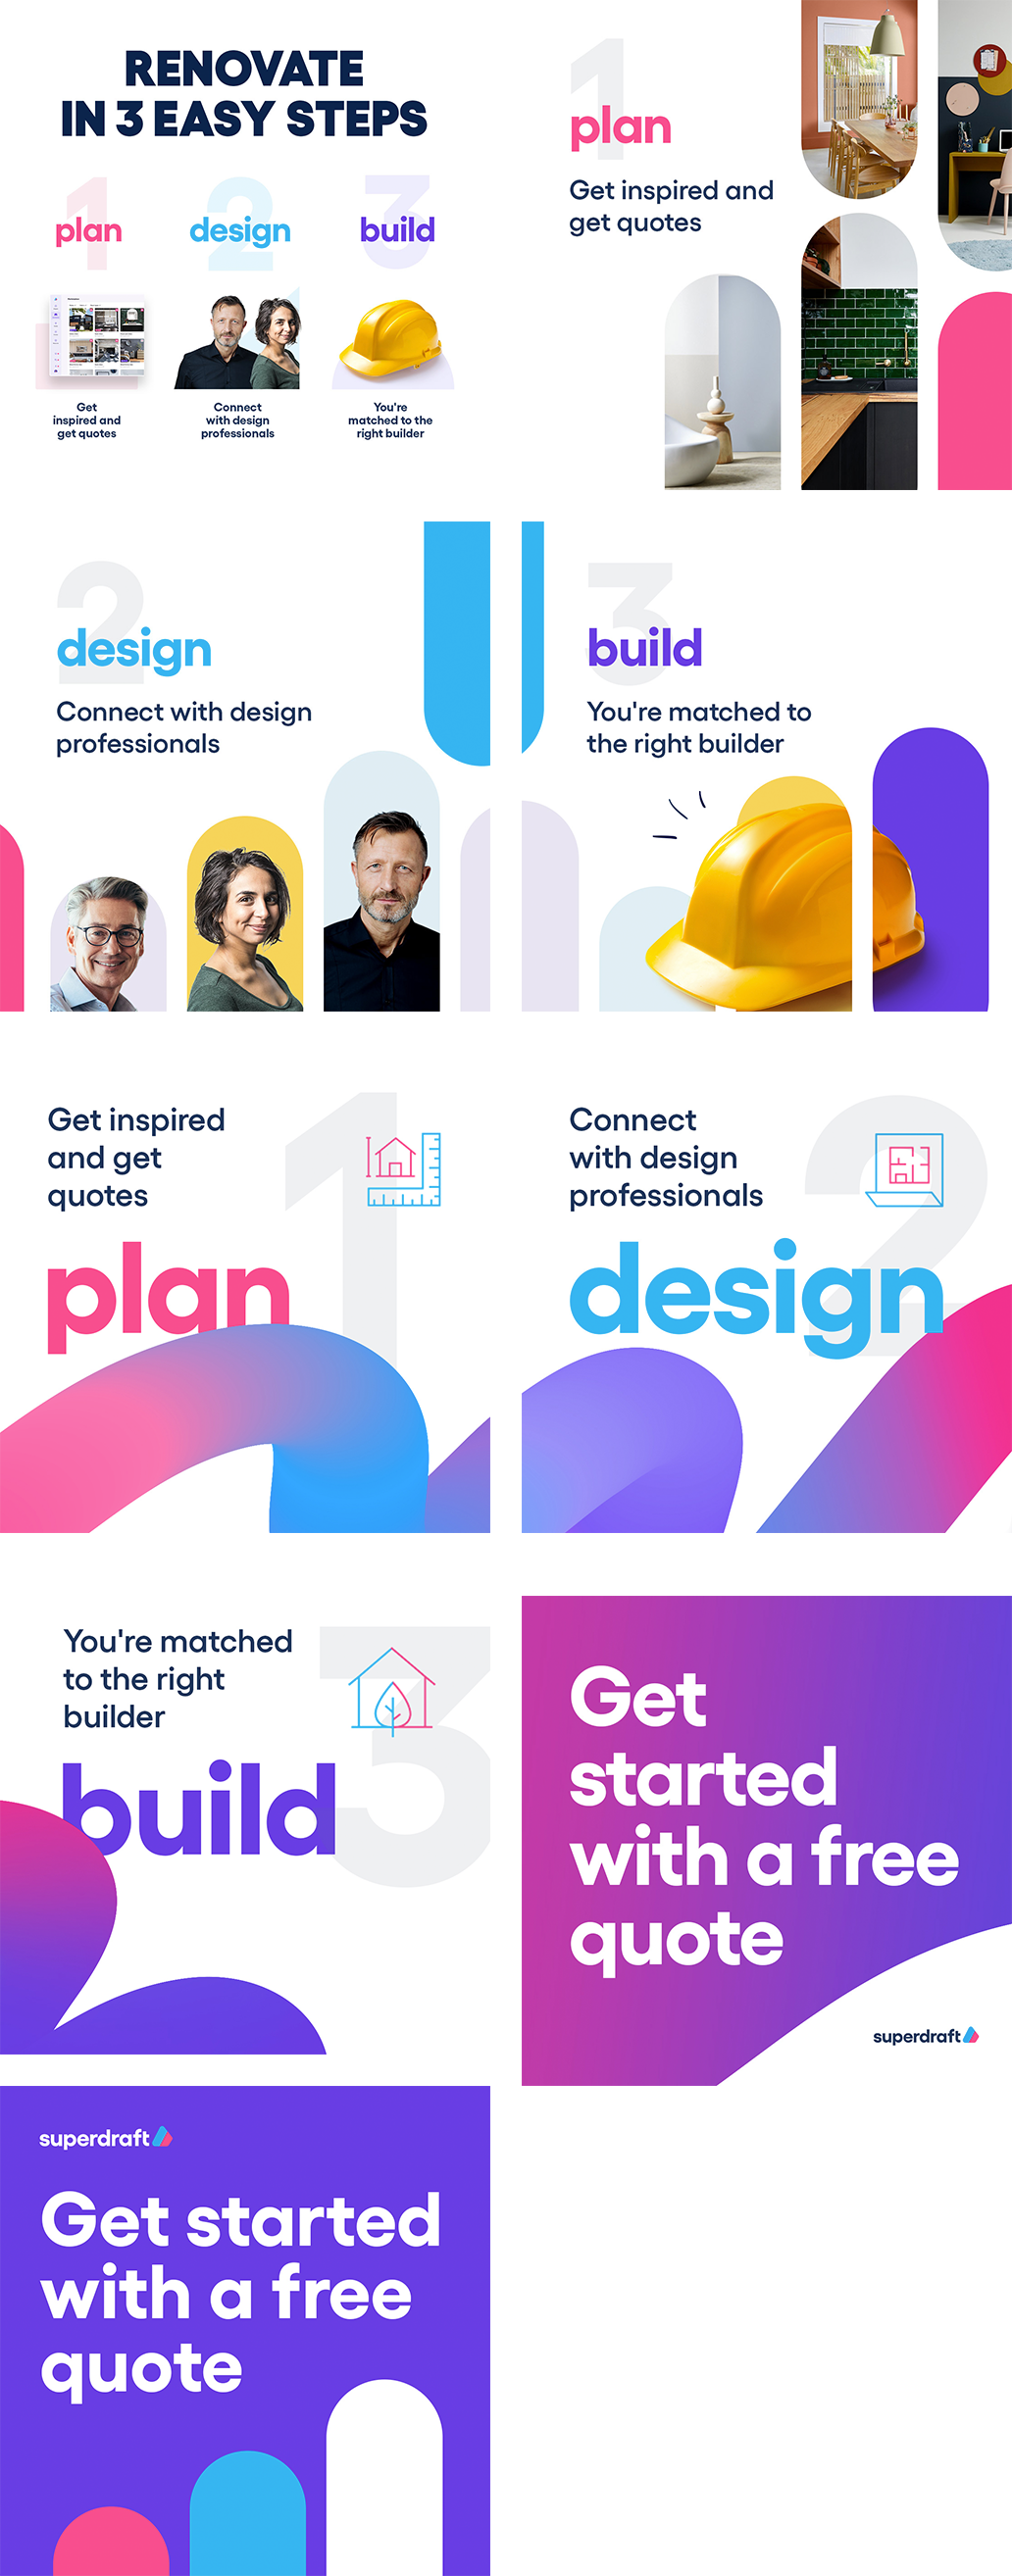 RENOVATE
IN 3 EASY STEPS
1
plan
2
design
3
build
Get
inspired and
get quotes
Connect
with design
professionals
You're
matched to the
right builder
1
plan
Get inspired and
get quotes
2
design
Connect with design
professionals
3
build
You're matched to
the right builder
Get inspired
and get
quotes
1
plan
Connect
with design
professionals
2
design
You're matched
to the right
builder
3
build
Get
started
with a free
quote
superdraft
superdraft
Get started
with a free
quote